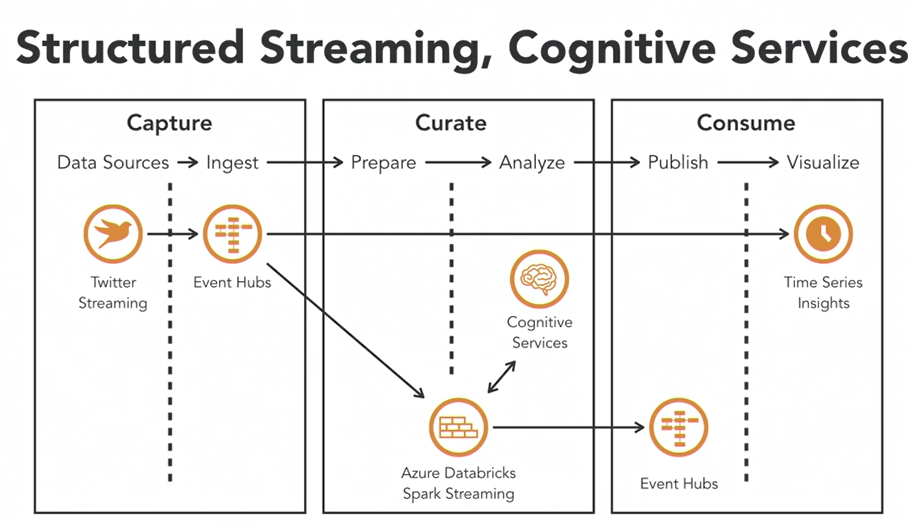 Structured Streaming, Cognitive Services
Capture
Data Sources
Ingest
Twitter
Streaming
Event Hubs
Curate
Prepare
Analyze
Cognitive
Services
Azure Databricks
Spark Streaming
Consume
Publish
Visualize
Time Series
Insights
Event Hubs